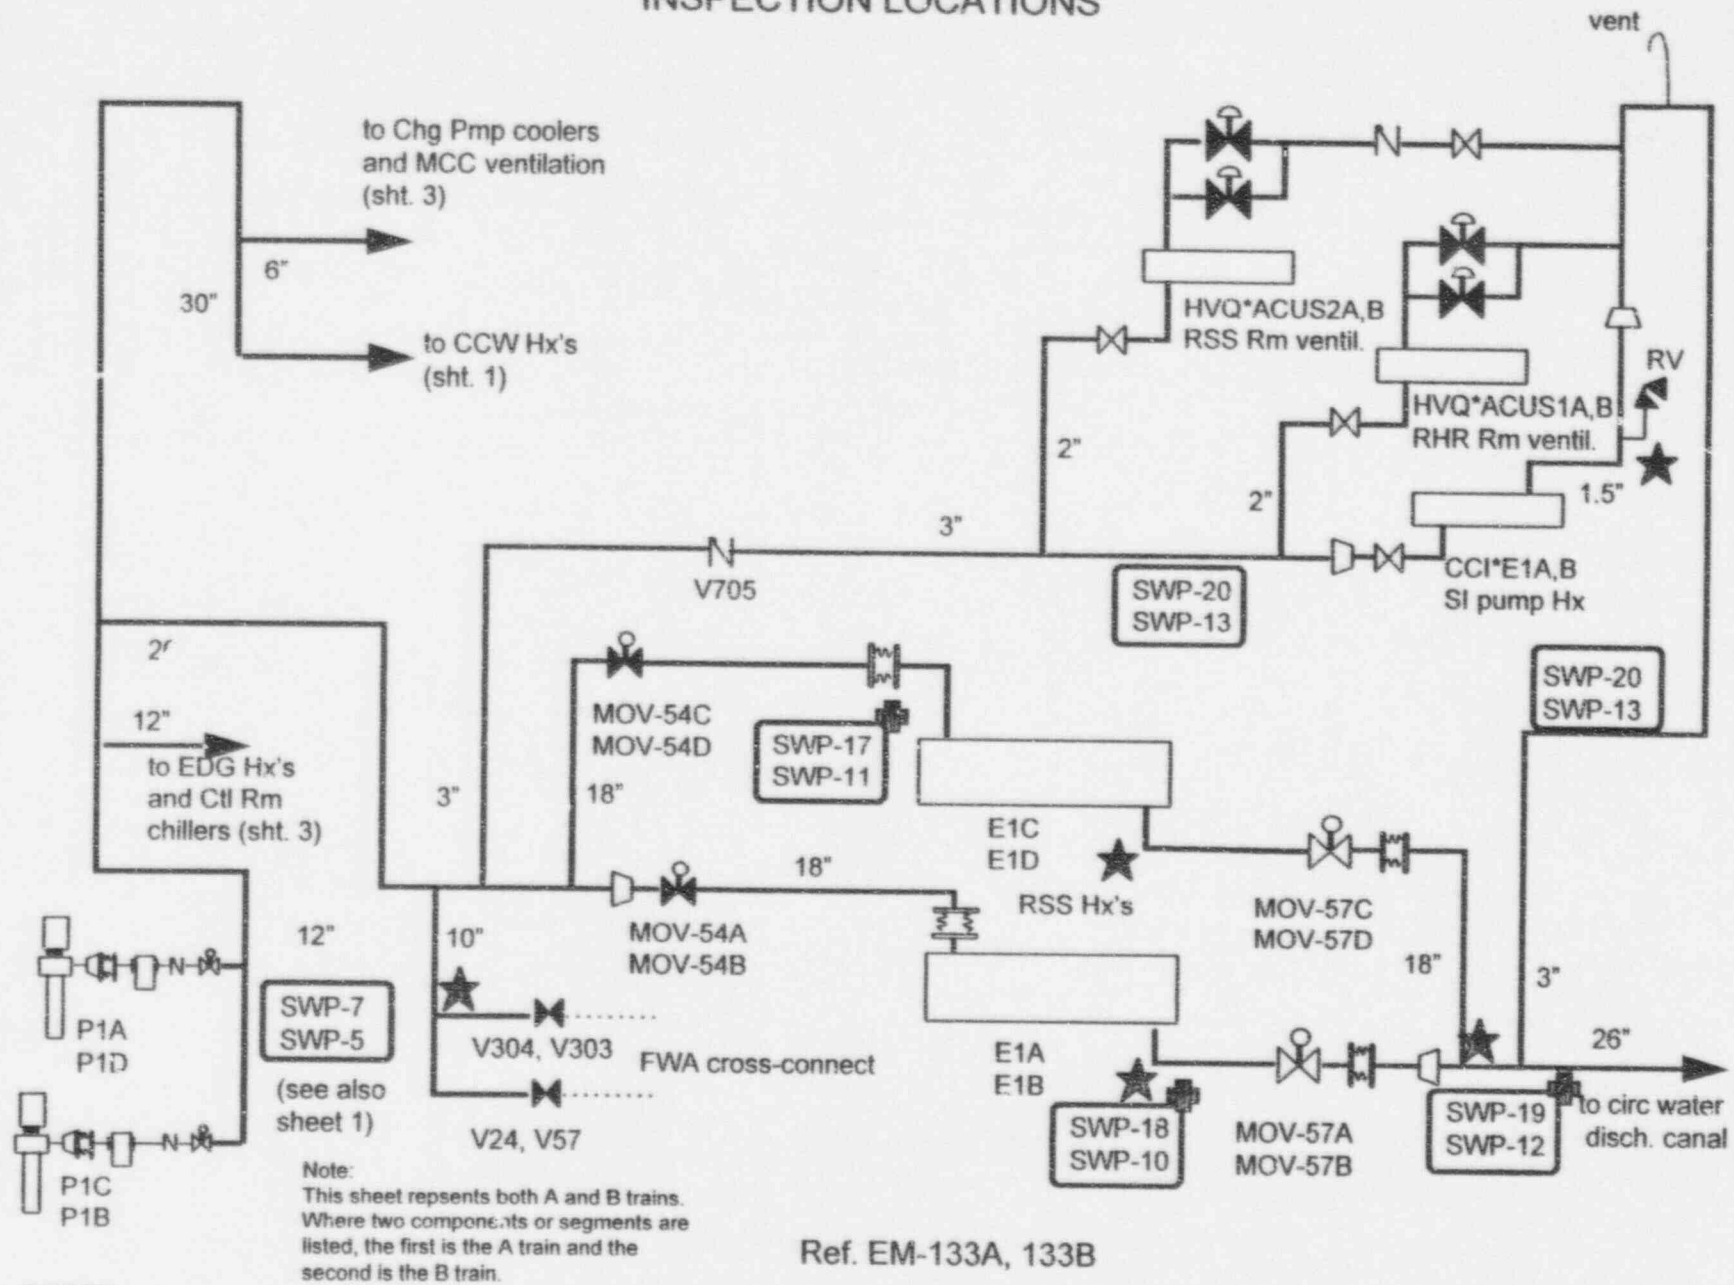 INSPECTION LOCATIONS
vent
to Chg Pmp coolers
and MCC ventilation
(sht. 3)
6"
30"
to CCW Hx's
(sht. 1)
HVQ*ACUS2A,B
RSS Rm ventil.
RV
HVQ*ACUS1A,B
RHR Rm ventil.
2"
2"
3"
1.5"
V705
CCI*E1A,B
SI pump Hx
SWP-20
SWP-13
SWP-20
SWP-13
12"
to EDG Hx's
and Ctl Rm
chillers (sht. 3)
3"
MOV-54C
MOV-54D
18"
SWP-17
SWP-11
E1C
E1D
RSS Hx's
18"
MOV-54A
MOV-54B
MOV-57C
MOV-57D
18"
3"
26"
12"
10"
P1A
P1D
SWP-7
SWP-5
(see also
sheet 1)
V304, V303
FWA cross-connect
V24, V57
E1A
E1B
SWP-18
SWP-10
MOV-57A
MOV-57B
SWP-19
SWP-12
to circ water
disch. canal
P1C
P1B
Note:
This sheet repsents both A and B trains.
Where two components or segments are
listed, the first is the A train and the
second is the B train.
Ref. EM-133A, 133B